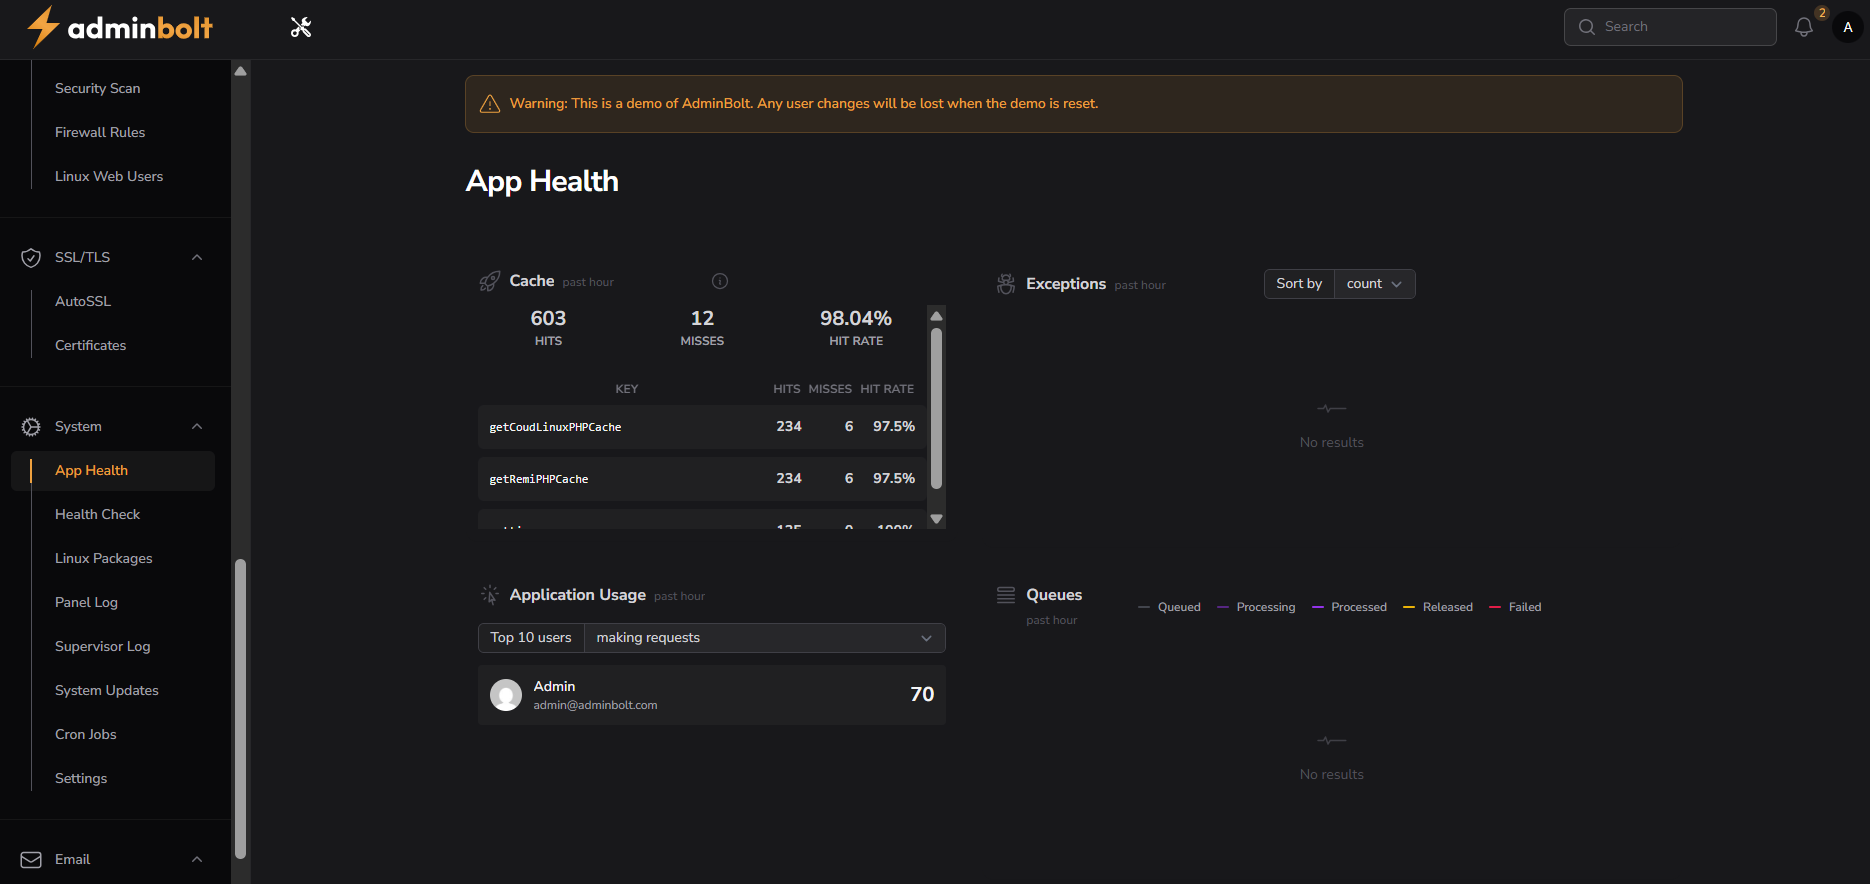 adminbolt
Search
2
A
Security Scan
Firewall Rules
Linux Web Users
SSL/TLS
AutoSSL
Certificates
System
App Health
Health Check
Linux Packages
Panel Log
Supervisor Log
System Updates
Cron Jobs
Settings
Email
Warning: This is a demo of AdminBolt. Any user changes will be lost when the demo is reset.
App Health
Cache past hour
603 12 98.04%
HITS MISSES HIT RATE
KEY HITS MISSES HIT RATE
getCoudLinuxPHPCache 234 6 97.5%
getRemiPHPCache 234 6 97.5%
Exceptions past hour
Sort by count
No results
Application Usage past hour
Top 10 users making requests
Admin
admin@adminbolt.com
70
Queues
past hour
Queued Processing Processed Released Failed
No results